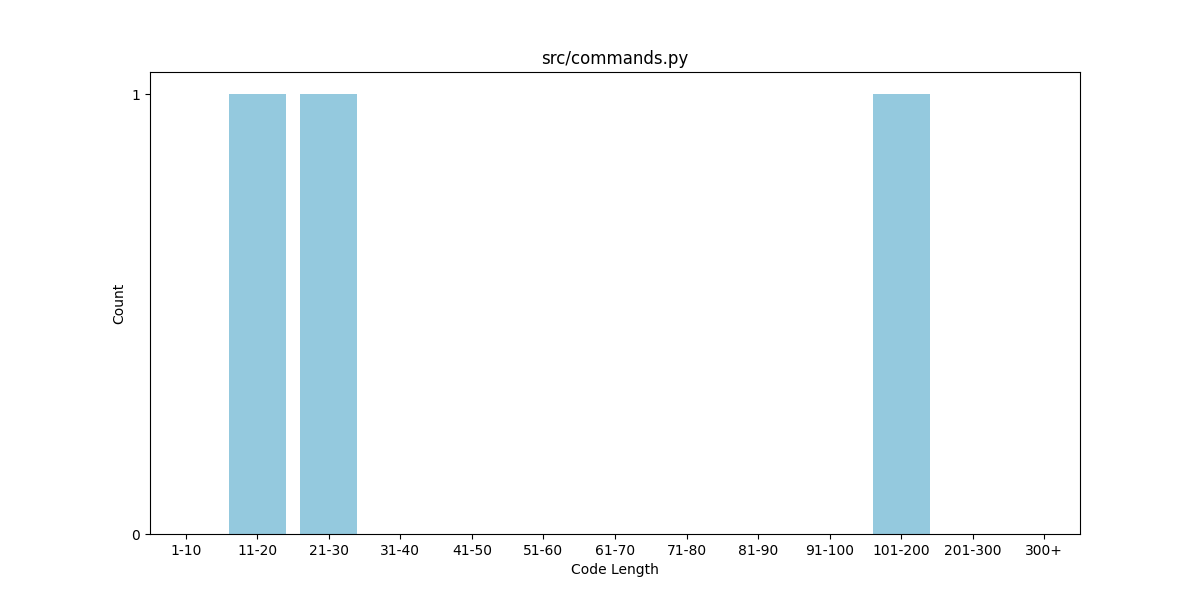 src/commands.py
1
0
Count
1-10 11-20 21-30 31-40 41-50 51-60 61-70 71-80 81-90 91-100 101-200 201-300 300+
Code Length